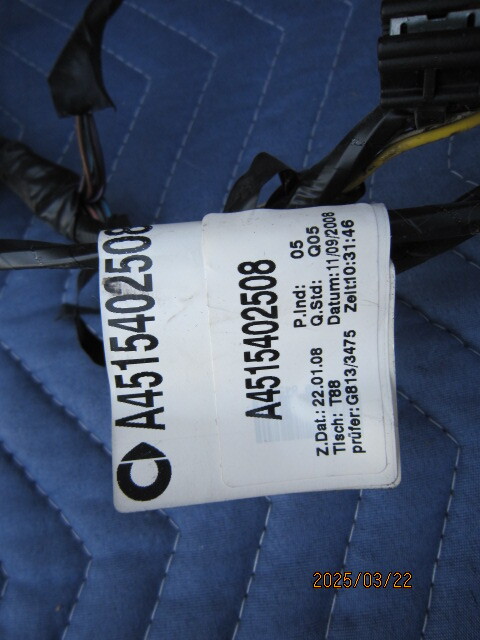 A4515402508
A4515402508
Z.Dat.: 22.01.08 P.Ind: 05
Tisch: T88 Q.Std: Q05
prüfer: G813/3475 Datum: 11/09/2008
Zeit: 10:31:46
2025/03/22